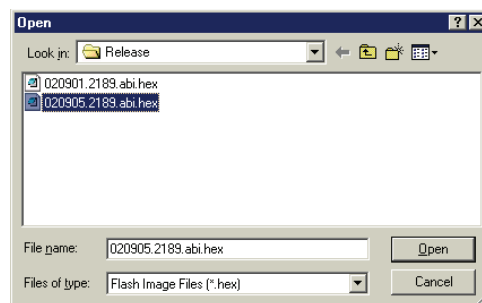 Open
Look in: Release
020901.2189.abi.hex
020905.2189.abi.hex
File name: 020905.2189.abi.hex Open
Files of type: Flash Image Files (*.hex) Cancel